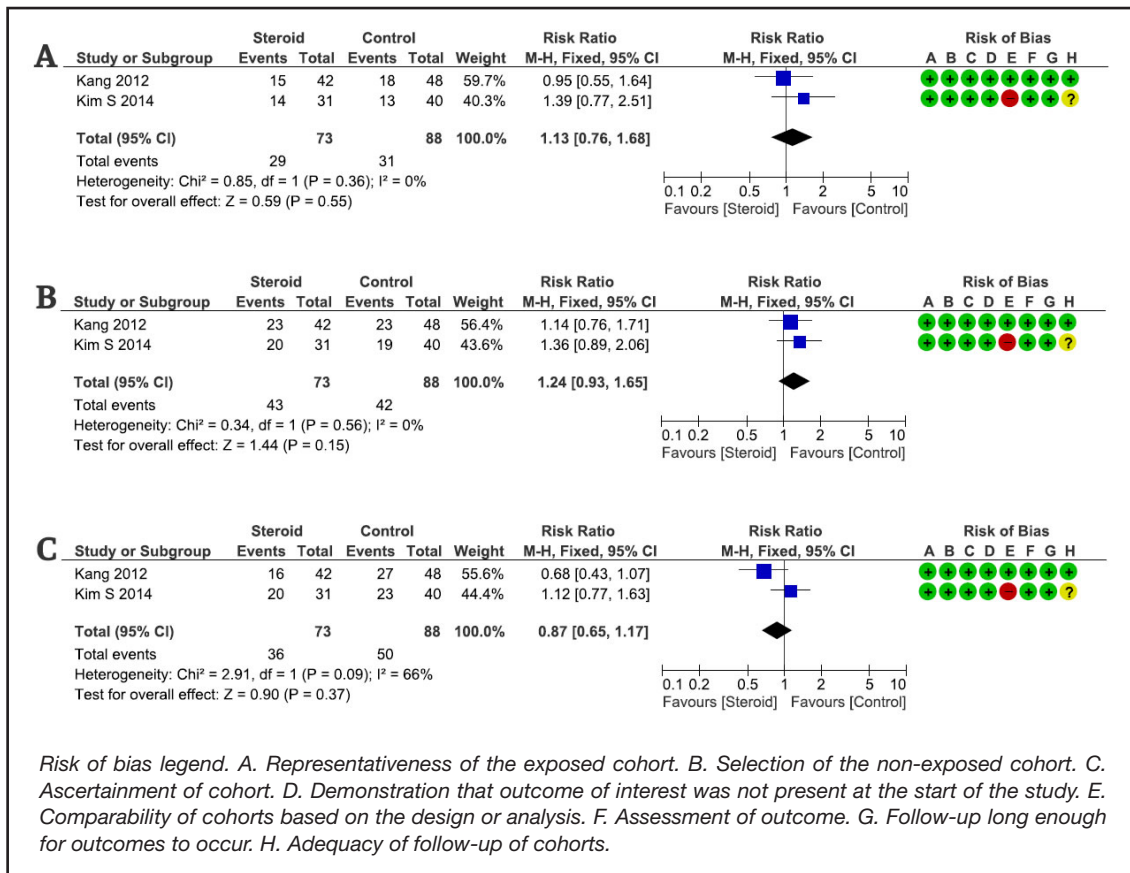 A
Steroid Control Risk Ratio Risk Ratio Risk of Bias
Study or Subgroup Events Total Events Total Weight M-H, Fixed, 95% CI M-H, Fixed, 95% CI A B C D E F G H
Kang 2012 15 42 18 48 59.7% 0.95 [0.55, 1.64] + + + + + + + +
Kim S 2014 14 31 13 40 40.3% 1.39 [0.77, 2.51] + + + + − + + ?
Total (95% CI) 73 88 100.0% 1.13 [0.76, 1.68]
Total events 29 31
Heterogeneity: Chi² = 0.85, df = 1 (P = 0.36); I² = 0%
Test for overall effect: Z = 0.59 (P = 0.55)
0.1 0.2 0.5 1 2 5 10
Favours [Steroid] Favours [Control]
B
Steroid Control Risk Ratio Risk Ratio Risk of Bias
Study or Subgroup Events Total Events Total Weight M-H, Fixed, 95% CI M-H, Fixed, 95% CI A B C D E F G H
Kang 2012 23 42 23 48 56.4% 1.14 [0.76, 1.71] + + + + + + + +
Kim S 2014 20 31 19 40 43.6% 1.36 [0.89, 2.06] + + + + − + + ?
Total (95% CI) 73 88 100.0% 1.24 [0.93, 1.65]
Total events 43 42
Heterogeneity: Chi² = 0.34, df = 1 (P = 0.56); I² = 0%
Test for overall effect: Z = 1.44 (P = 0.15)
0.1 0.2 0.5 1 2 5 10
Favours [Steroid] Favours [Control]
C
Steroid Control Risk Ratio Risk Ratio Risk of Bias
Study or Subgroup Events Total Events Total Weight M-H, Fixed, 95% CI M-H, Fixed, 95% CI A B C D E F G H
Kang 2012 16 42 27 48 55.6% 0.68 [0.43, 1.07] + + + + + + + +
Kim S 2014 20 31 23 40 44.4% 1.12 [0.77, 1.63] + + + + − + + ?
Total (95% CI) 73 88 100.0% 0.87 [0.65, 1.17]
Total events 36 50
Heterogeneity: Chi² = 2.91, df = 1 (P = 0.09); I² = 66%
Test for overall effect: Z = 0.90 (P = 0.37)
0.1 0.2 0.5 1 2 5 10
Favours [Steroid] Favours [Control]
Risk of bias legend. A. Representativeness of the exposed cohort. B. Selection of the non-exposed cohort. C.
Ascertainment of cohort. D. Demonstration that outcome of interest was not present at the start of the study. E.
Comparability of cohorts based on the design or analysis. F. Assessment of outcome. G. Follow-up long enough
for outcomes to occur. H. Adequacy of follow-up of cohorts.